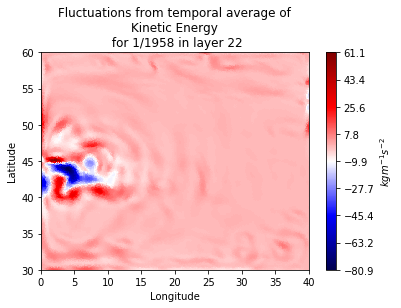 Fluctuations from temporal average of
Kinetic Energy
for 1/1958 in layer 22
60
55
50
45
40
35
30
Latitude
0 5 10 15 20 25 30 35 40
Longitude
61.1
43.4
25.6
7.8
−9.9
−27.7
−45.4
−63.2
−80.9
kgm⁻¹s⁻²